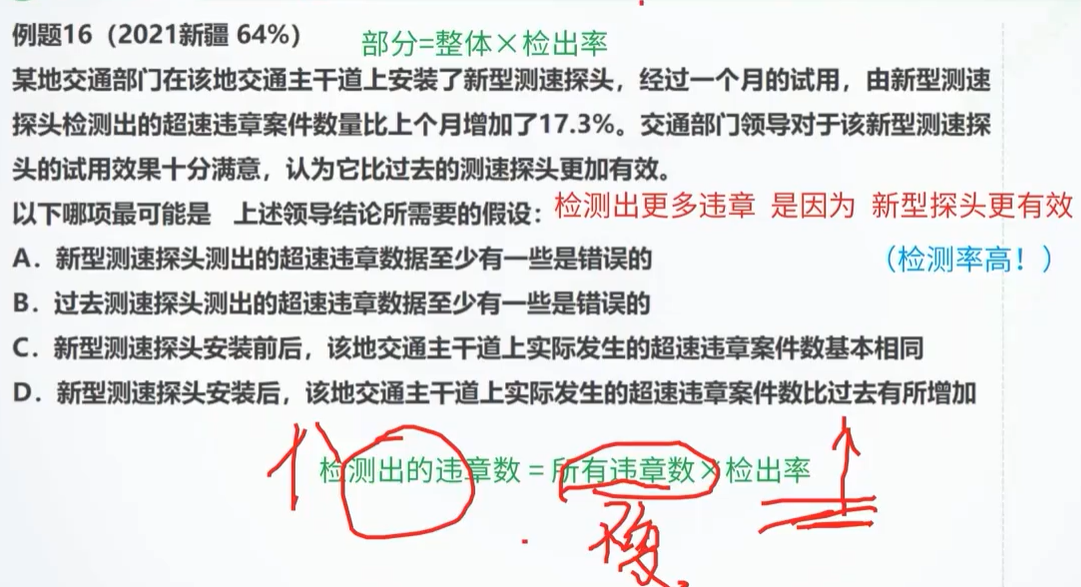 例题16（2021新疆 64%）
部分=整体×检出率
某地交通部门在该地交通主干道上安装了新型测速探头，经过一个月的试用，由新型测速
探头检测出的超速违章案件数量比上个月增加了17.3%。交通部门领导对于该新型测速探
头的试用效果十分满意，认为它比过去的测速探头更加有效。
以下哪项最可能是 上述领导结论所需要的假设：
检测出更多违章 是因为 新型探头更有效
A．新型测速探头测出的超速违章数据至少有一些是错误的
（检测率高！）
B．过去测速探头测出的超速违章数据至少有一些是错误的
C．新型测速探头安装前后，该地交通主干道上实际发生的超速违章案件数基本相同
D．新型测速探头安装后，该地交通主干道上实际发生的超速违章案件数比过去有所增加
检测出的违章数 = 所有违章数×检出率